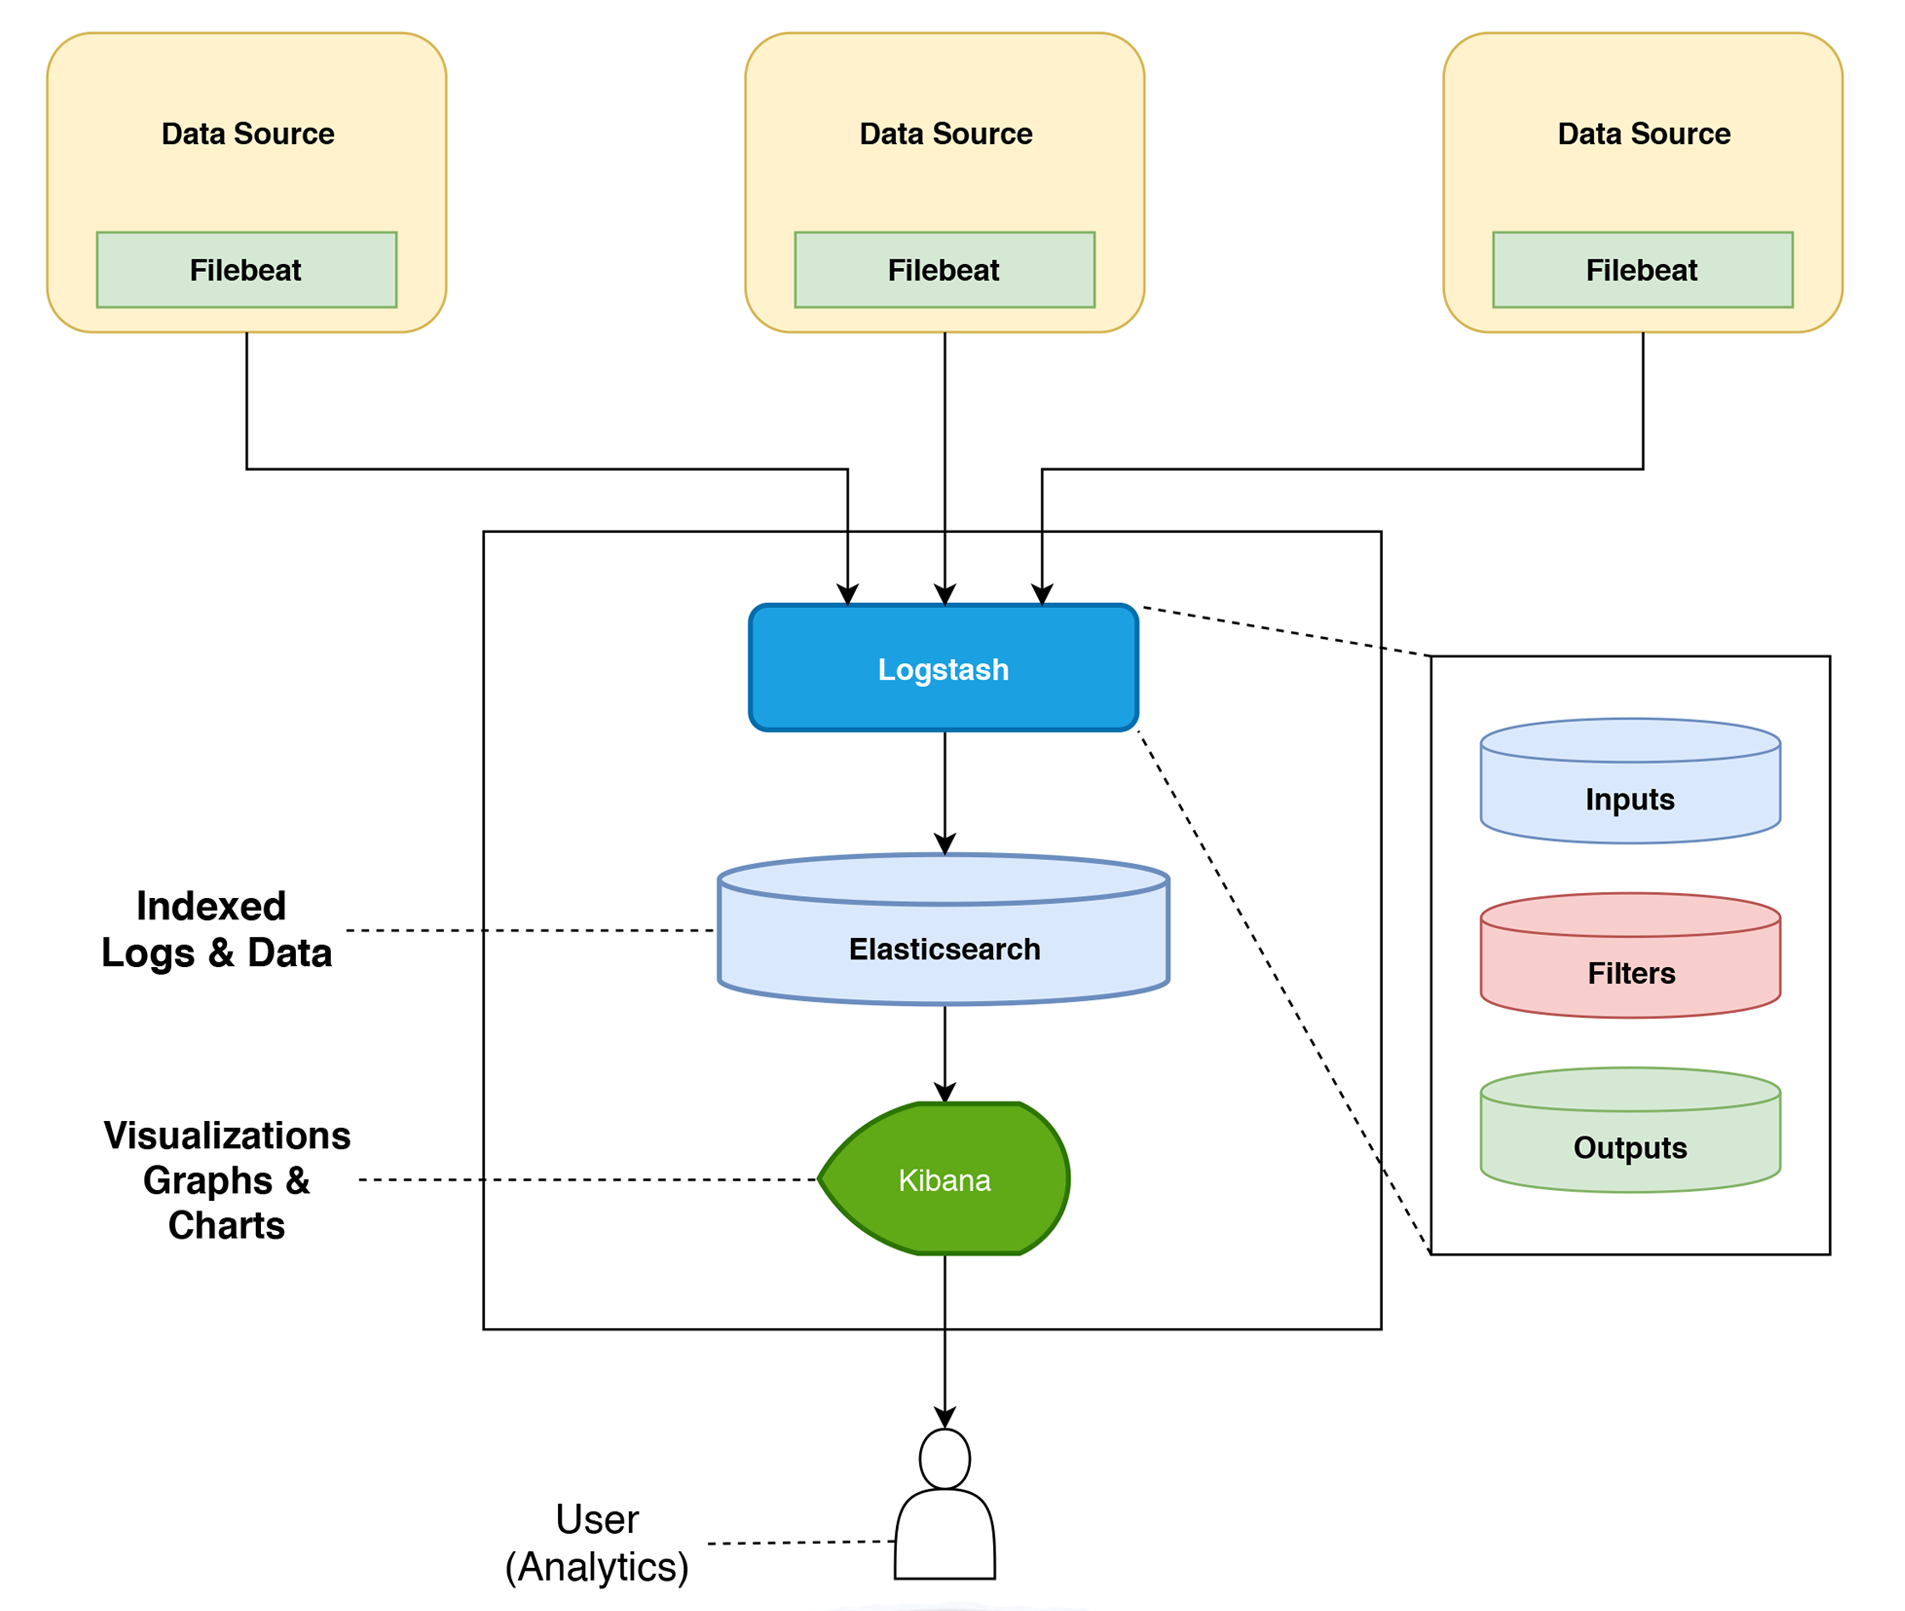 Data Source
Data Source
Data Source
Filebeat
Filebeat
Filebeat
Logstash
Inputs
Indexed
Logs & Data
Elasticsearch
Filters
Visualizations
Graphs &
Charts
Kibana
Outputs
User
(Analytics)